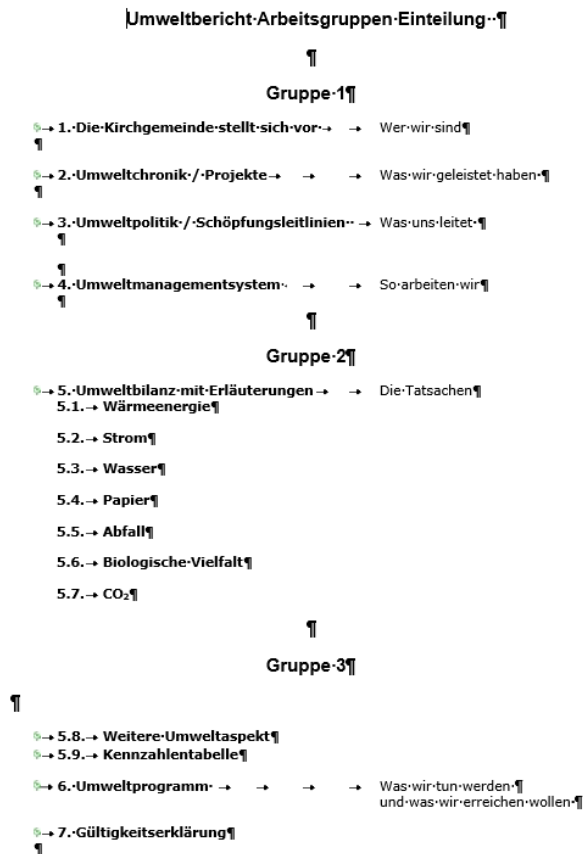 Umweltbericht Arbeitsgruppen Einteilung
Gruppe 1
1. Die Kirchgemeinde stellt sich vor Wer wir sind
2. Umweltchronik / Projekte Was wir geleistet haben
3. Umweltpolitik / Schöpfungsleitlinien Was uns leitet
4. Umweltmanagementsystem So arbeiten wir
Gruppe 2
5. Umweltbilanz mit Erläuterungen Die Tatsachen
5.1. Wärmeenergie
5.2. Strom
5.3. Wasser
5.4. Papier
5.5. Abfall
5.6. Biologische Vielfalt
5.7. CO₂
Gruppe 3
5.8. Weitere Umweltaspekt
5.9. Kennzahlentabelle
6. Umweltprogramm Was wir tun werden
und was wir erreichen wollen
7. Gültigkeitserklärung